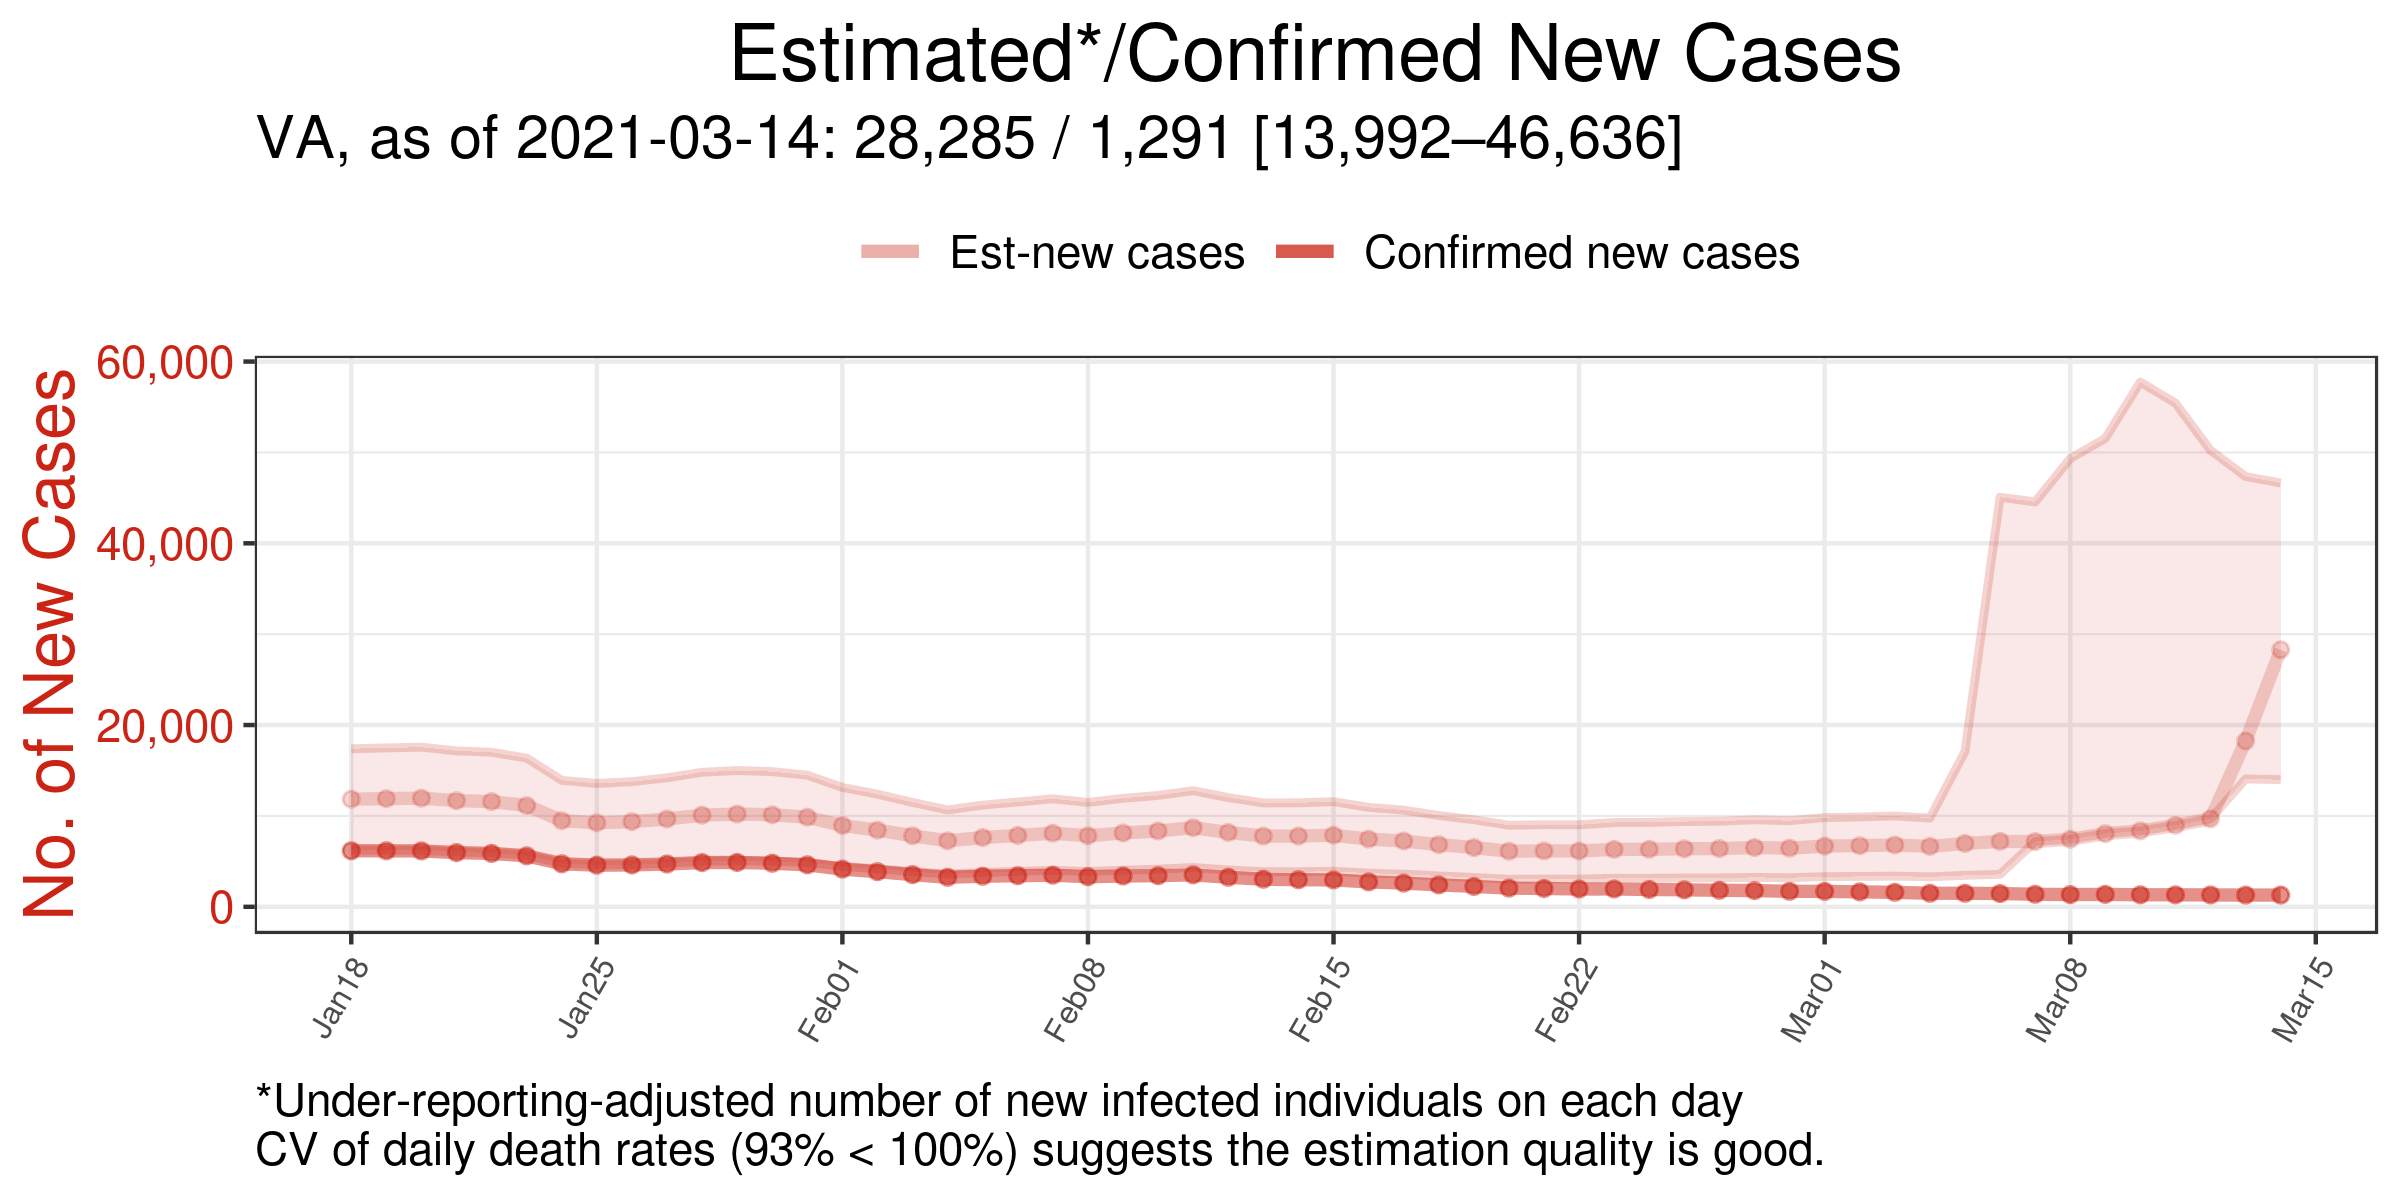 Estimated*/Confirmed New Cases
VA, as of 2021-03-14: 28,285 / 1,291 [13,992–46,636]
Est-new cases
Confirmed new cases
No. of New Cases
60,000
40,000
20,000
0
Jan18
Jan25
Feb01
Feb08
Feb15
Feb22
Mar01
Mar08
Mar15
*Under-reporting-adjusted number of new infected individuals on each day
CV of daily death rates (93% < 100%) suggests the estimation quality is good.